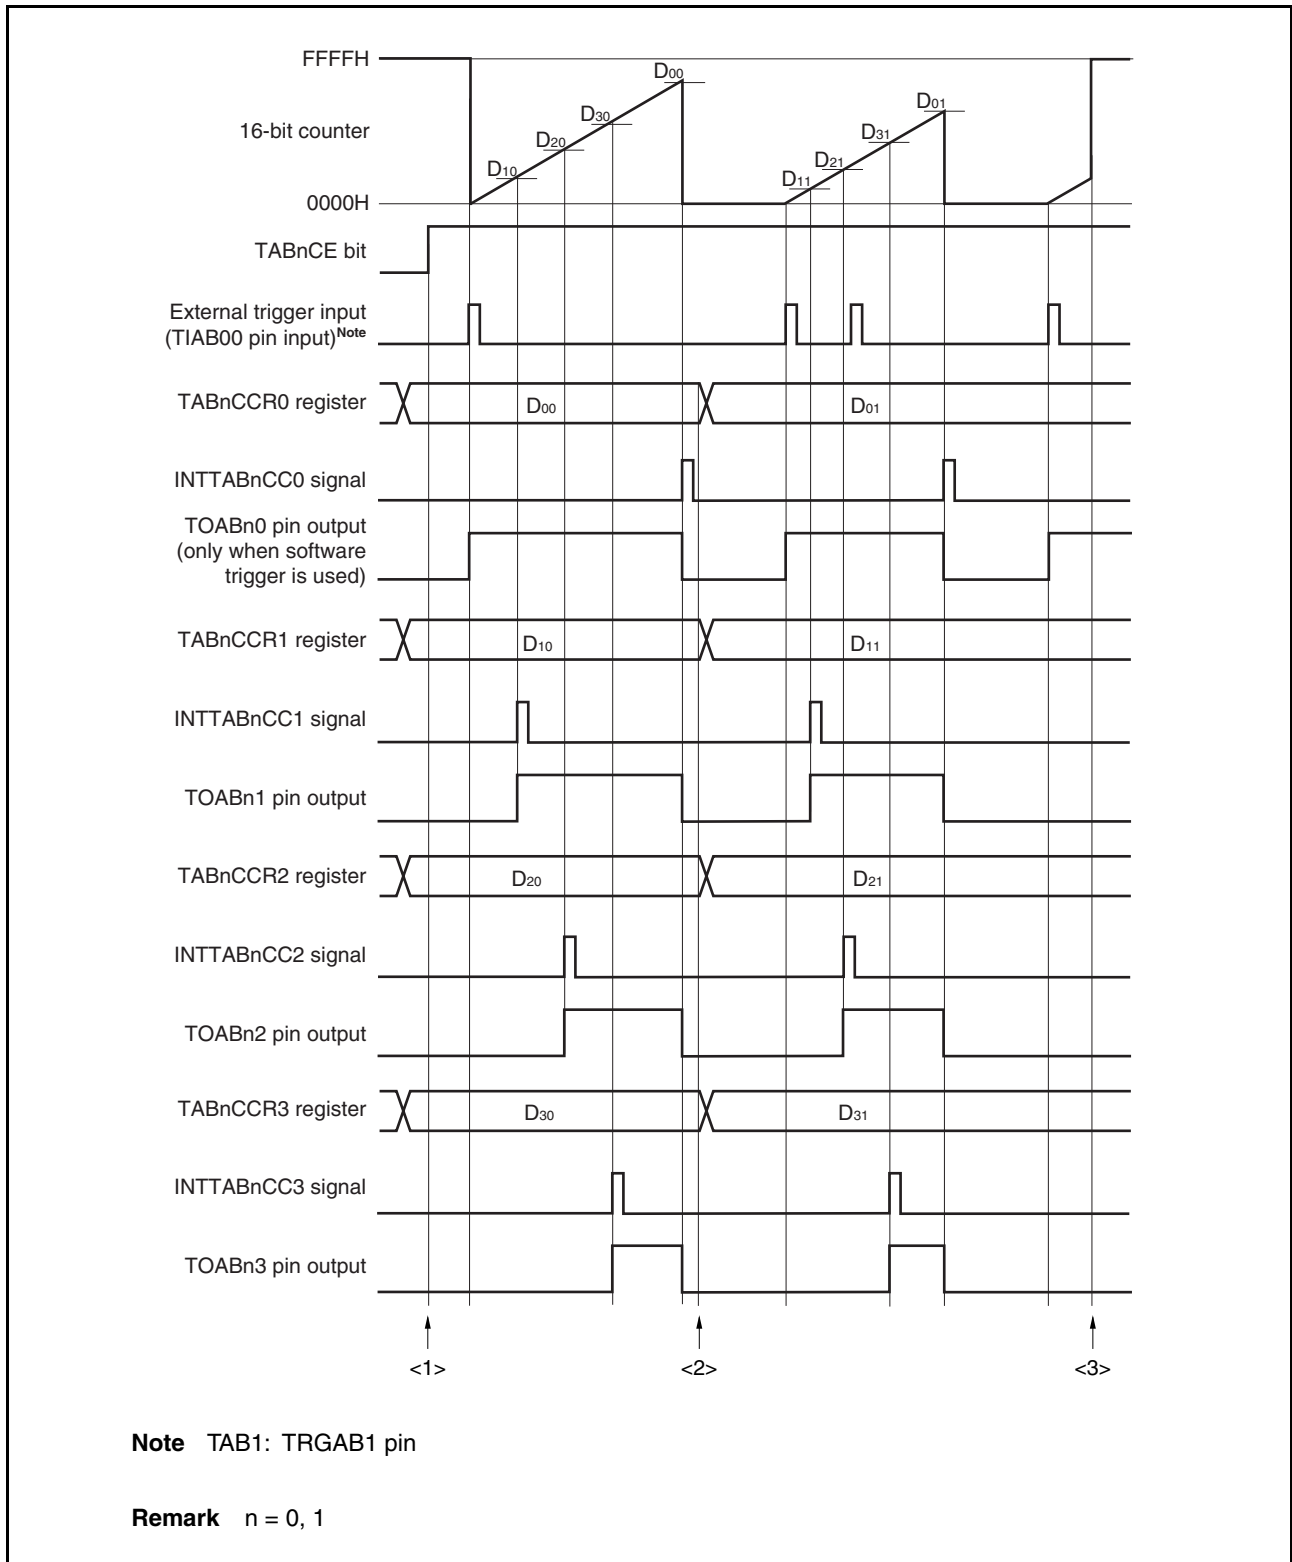 FFFFH
D00
D30
D20
D10
D01
D31
D21
D11
16-bit counter
0000H
TABnCE bit
External trigger input
(TIAB00 pin input)Note
TABnCCR0 register
D00
D01
INTTABnCC0 signal
TOABn0 pin output
(only when software
trigger is used)
TABnCCR1 register
D10
D11
INTTABnCC1 signal
TOABn1 pin output
TABnCCR2 register
D20
D21
INTTABnCC2 signal
TOABn2 pin output
TABnCCR3 register
D30
D31
INTTABnCC3 signal
TOABn3 pin output
<1>
<2>
<3>
Note TAB1: TRGAB1 pin
Remark n = 0, 1